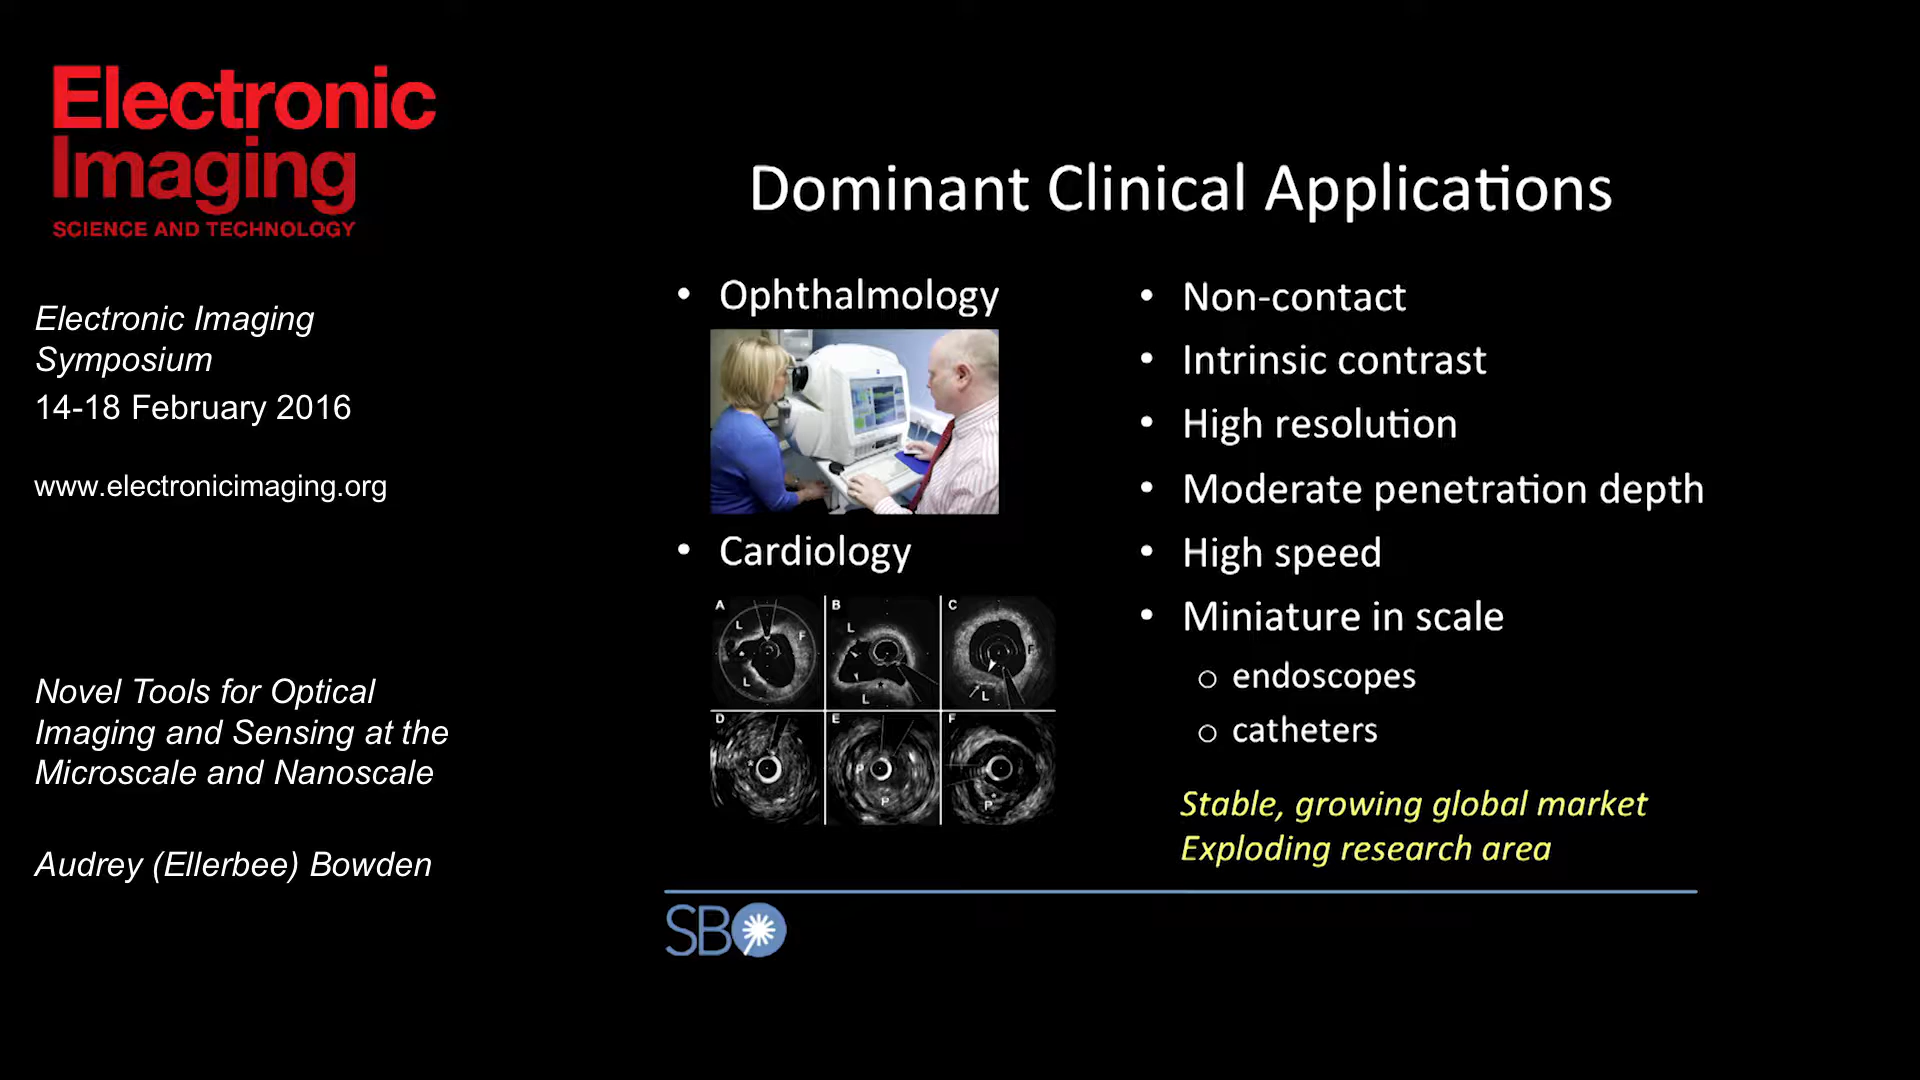 Electronic
Imaging
SCIENCE AND TECHNOLOGY
Electronic Imaging
Symposium
14-18 February 2016
www.electronicimaging.org
Novel Tools for Optical
Imaging and Sensing at the
Microscale and Nanoscale
Audrey (Ellerbee) Bowden
Dominant Clinical Applications
• Ophthalmology
• Cardiology
A B C
L F L
L L F L
D E F
* P P P *
• Non-contact
• Intrinsic contrast
• High resolution
• Moderate penetration depth
• High speed
• Miniature in scale
o endoscopes
o catheters
Stable, growing global market
Exploding research area
SBO